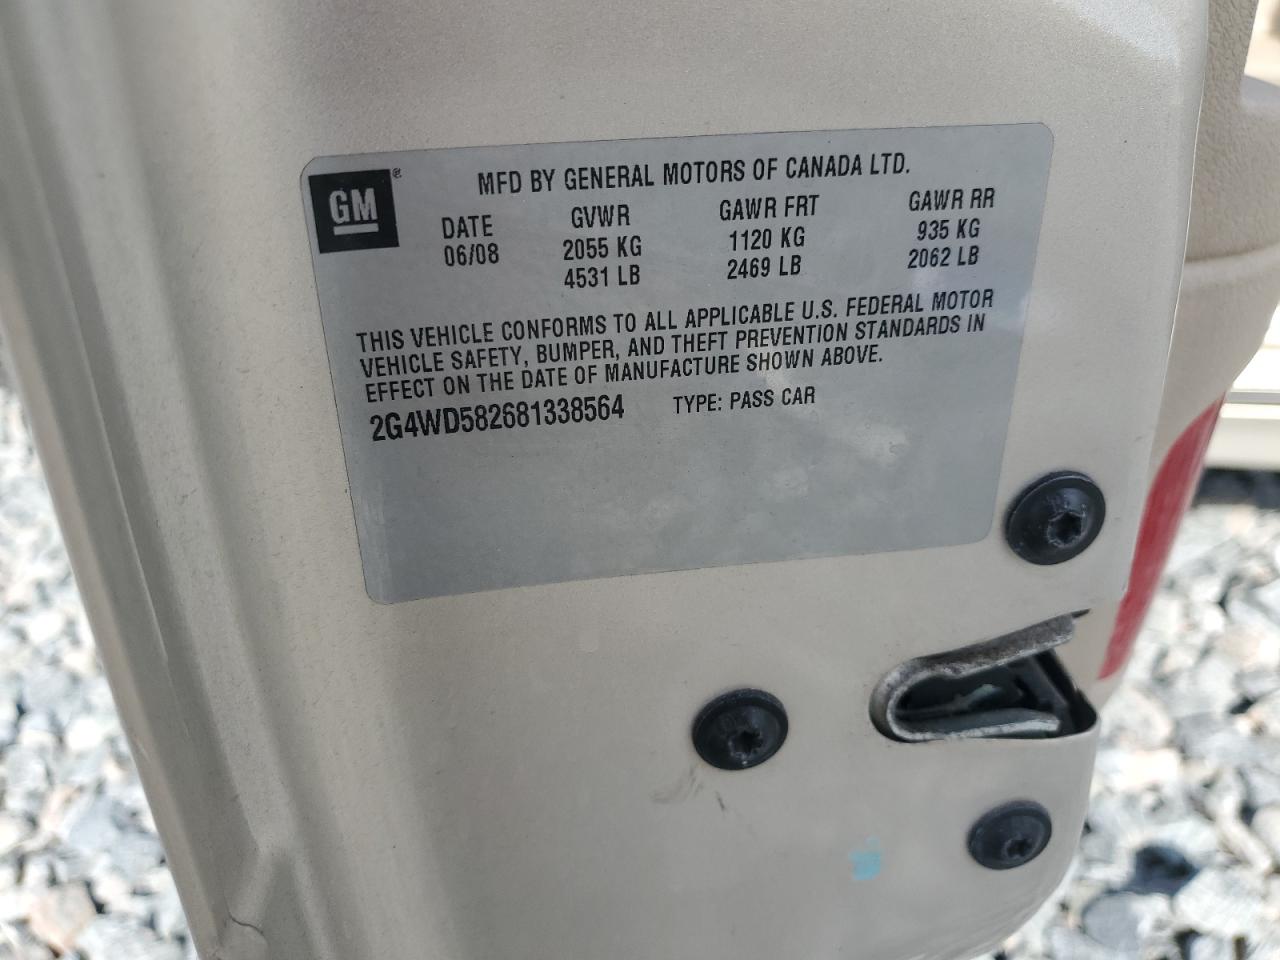 GM ®
MFD BY GENERAL MOTORS OF CANADA LTD.
DATE GVWR GAWR FRT GAWR RR
06/08 2055 KG 1120 KG 935 KG
4531 LB 2469 LB 2062 LB
THIS VEHICLE CONFORMS TO ALL APPLICABLE U.S. FEDERAL MOTOR
VEHICLE SAFETY, BUMPER, AND THEFT PREVENTION STANDARDS IN
EFFECT ON THE DATE OF MANUFACTURE SHOWN ABOVE.
2G4WD582681338564 TYPE: PASS CAR